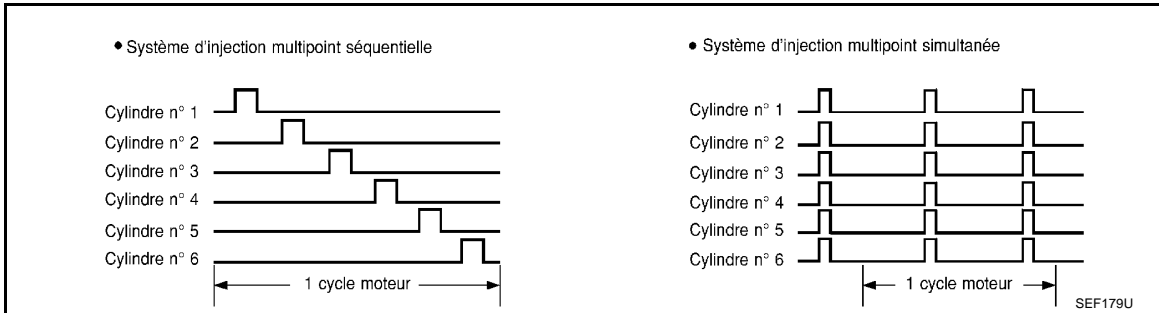 ● Système d'injection multipoint séquentielle
Cylindre n° 1
Cylindre n° 2
Cylindre n° 3
Cylindre n° 4
Cylindre n° 5
Cylindre n° 6
1 cycle moteur
● Système d'injection multipoint simultanée
Cylindre n° 1
Cylindre n° 2
Cylindre n° 3
Cylindre n° 4
Cylindre n° 5
Cylindre n° 6
1 cycle moteur
SEF179U